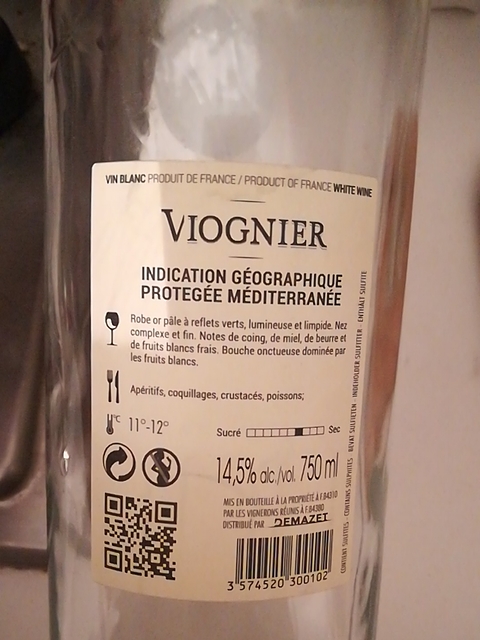 VIN BLANC PRODUIT DE FRANCE / PRODUCT OF FRANCE WHITE WINE
VIOGNIER
INDICATION GÉOGRAPHIQUE
PROTEGÉE MÉDITERRANÉE
Robe or pâle à reflets verts, lumineuse et limpide. Nez
complexe et fin. Notes de coing, de miel, de beurre et
de fruits blancs frais. Bouche onctueuse dominée par
les fruits blancs.
Apéritifs, coquillages, crustacés, poissons;
°C 11°-12°
Sucré Sec
14,5% alc./vol. 750 ml
MIS EN BOUTEILLE À LA PROPRIÉTÉ À F.84310
PAR LES VIGNERONS RÉUNIS À F.84380
DISTRIBUÉ PAR DEMAZET
3 574520 300102
CONTIENT SULFITES - CONTAINS SULPHITES - BEVAT SULFIETEN - INDEHOLDER SULFITTER - ENTHÄLT SULFITE